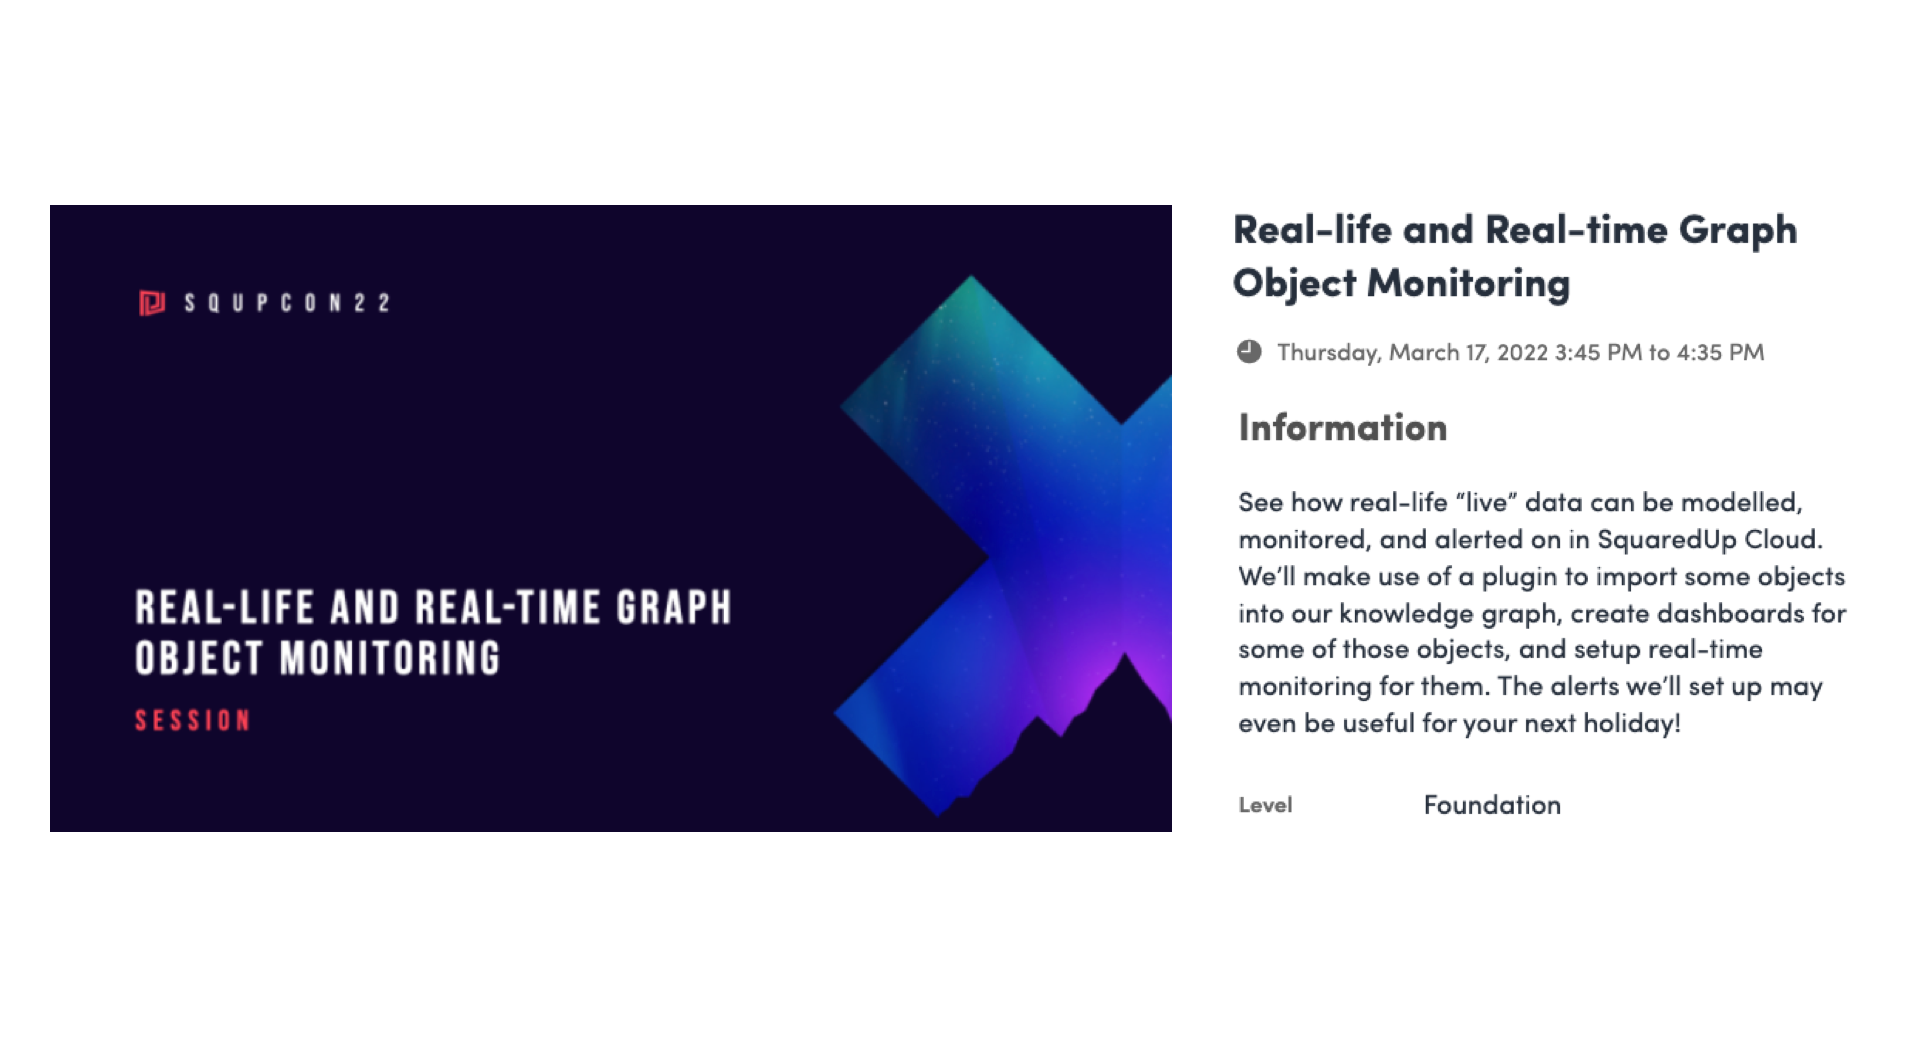 SQUPCON22
REAL-LIFE AND REAL-TIME GRAPH
OBJECT MONITORING
SESSION
Real-life and Real-time Graph
Object Monitoring
Thursday, March 17, 2022 3:45 PM to 4:35 PM
Information
See how real-life “live” data can be modelled,
monitored, and alerted on in SquaredUp Cloud.
We’ll make use of a plugin to import some objects
into our knowledge graph, create dashboards for
some of those objects, and setup real-time
monitoring for them. The alerts we’ll set up may
even be useful for your next holiday!
Level Foundation